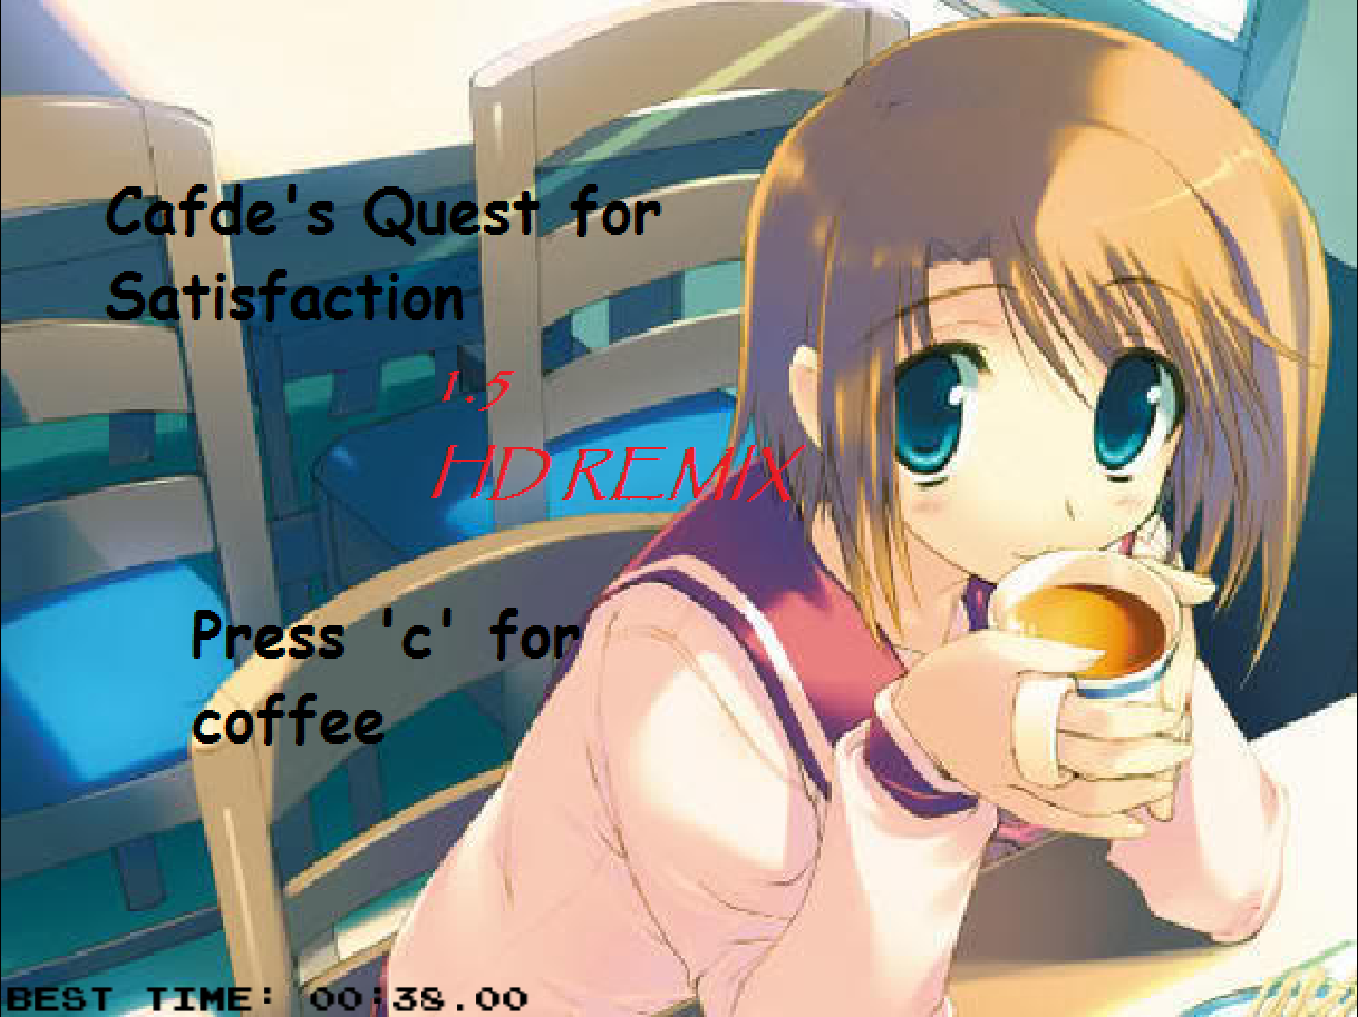 Cafde's Quest for
Satisfaction
1.5
HD REMIX
Press 'c' for
coffee
BEST TIME: 00:38.00